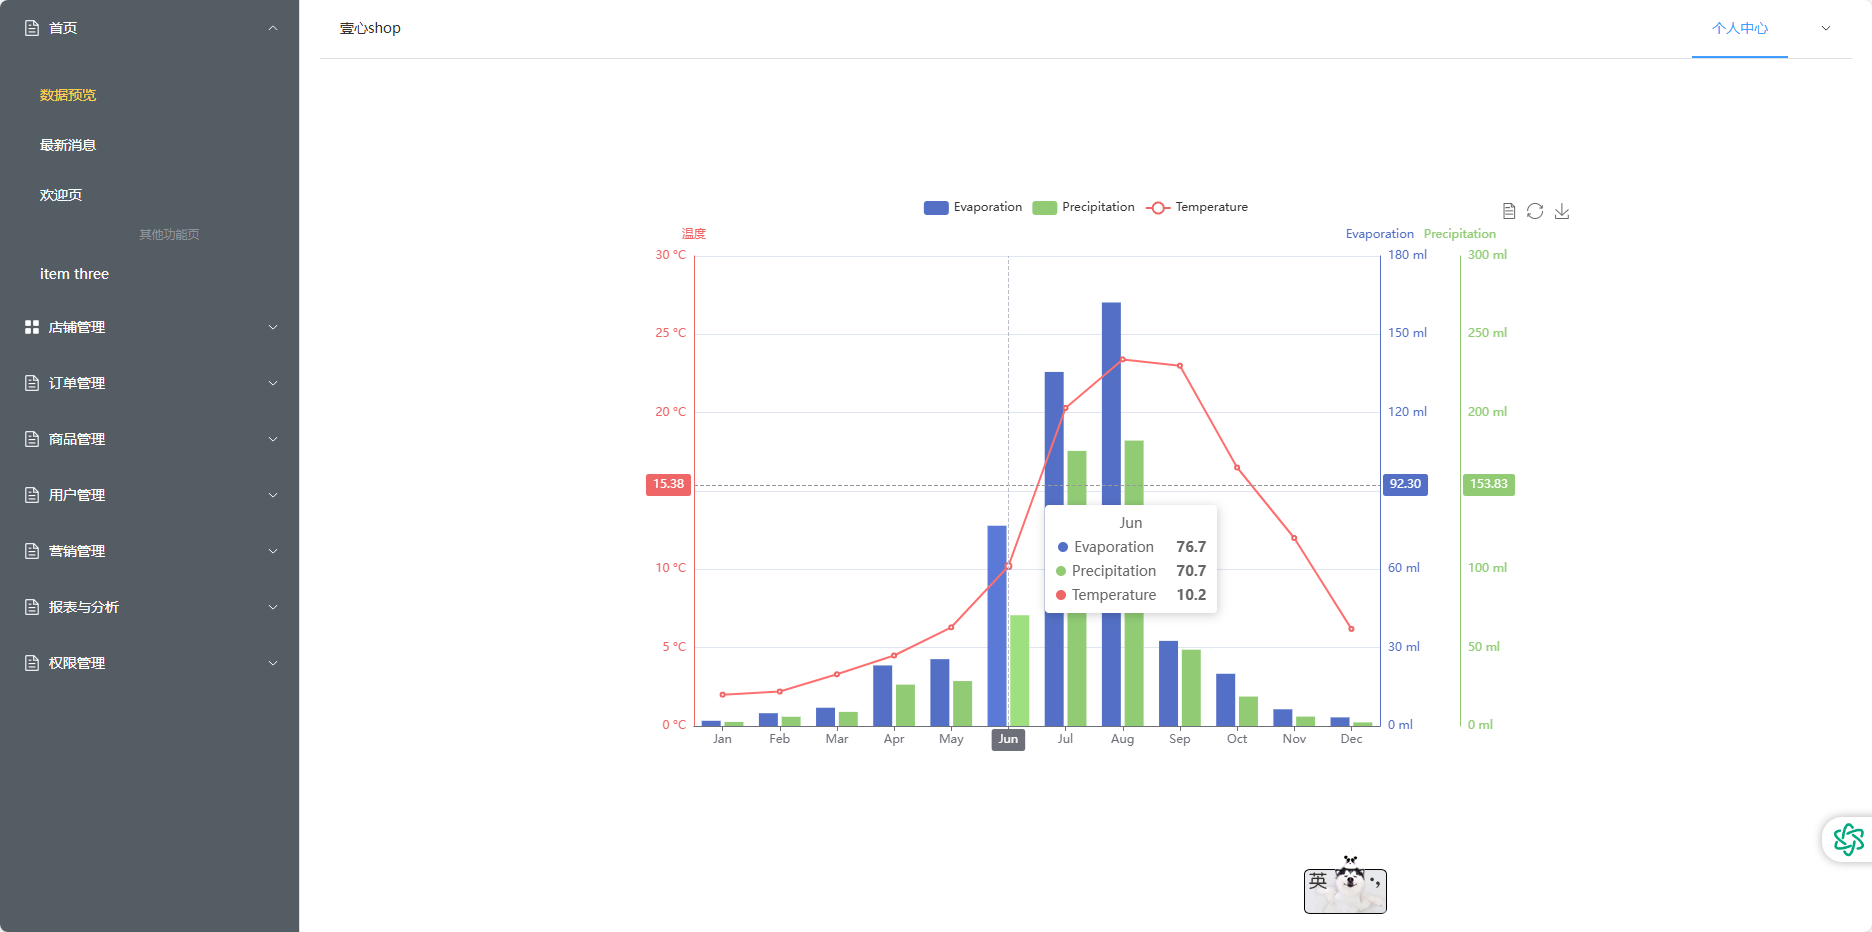 首页
数据预览
最新消息
欢迎页
其他功能页
item three
店铺管理
订单管理
商品管理
用户管理
营销管理
报表与分析
权限管理
壹心shop
个人中心
Evaporation Precipitation Temperature
温度
Evaporation Precipitation
30 °C
25 °C
20 °C
15.38
10 °C
5 °C
0 °C
180 ml
150 ml
120 ml
92.30
60 ml
30 ml
0 ml
300 ml
250 ml
200 ml
153.83
100 ml
50 ml
0 ml
Jun
Evaporation 76.7
Precipitation 70.7
Temperature 10.2
Jan Feb Mar Apr May Jun Jul Aug Sep Oct Nov Dec
英